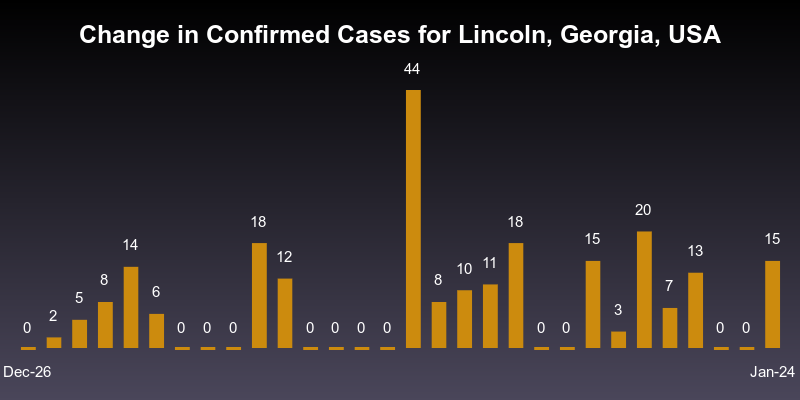 Change in Confirmed Cases for Lincoln, Georgia, USA
0 2 5 8 14 6 0 0 0 18 12 0 0 0 0 44 8 10 11 18 0 0 15 3 20 7 13 0 0 15
Dec-26 Jan-24